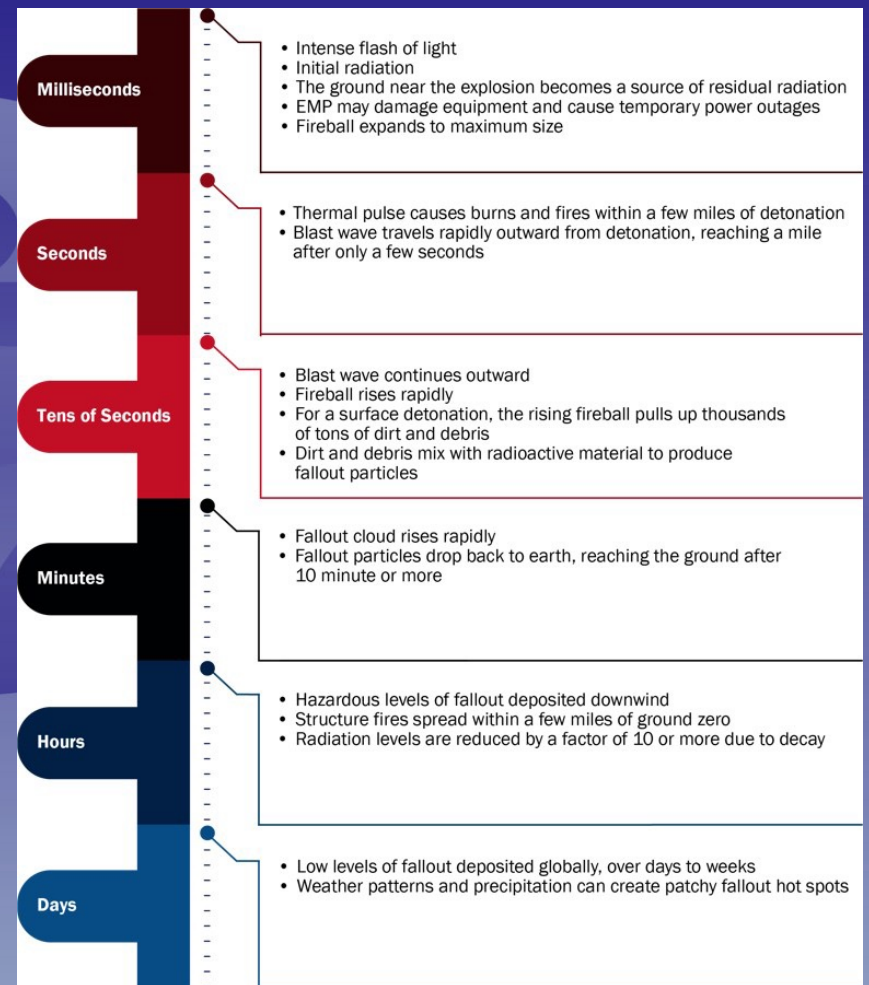 Milliseconds
• Intense flash of light
• Initial radiation
• The ground near the explosion becomes a source of residual radiation
• EMP may damage equipment and cause temporary power outages
• Fireball expands to maximum size
Seconds
• Thermal pulse causes burns and fires within a few miles of detonation
• Blast wave travels rapidly outward from detonation, reaching a mile
after only a few seconds
Tens of Seconds
• Blast wave continues outward
• Fireball rises rapidly
• For a surface detonation, the rising fireball pulls up thousands
of tons of dirt and debris
• Dirt and debris mix with radioactive material to produce
fallout particles
Minutes
• Fallout cloud rises rapidly
• Fallout particles drop back to earth, reaching the ground after
10 minute or more
Hours
• Hazardous levels of fallout deposited downwind
• Structure fires spread within a few miles of ground zero
• Radiation levels are reduced by a factor of 10 or more due to decay
Days
• Low levels of fallout deposited globally, over days to weeks
• Weather patterns and precipitation can create patchy fallout hot spots